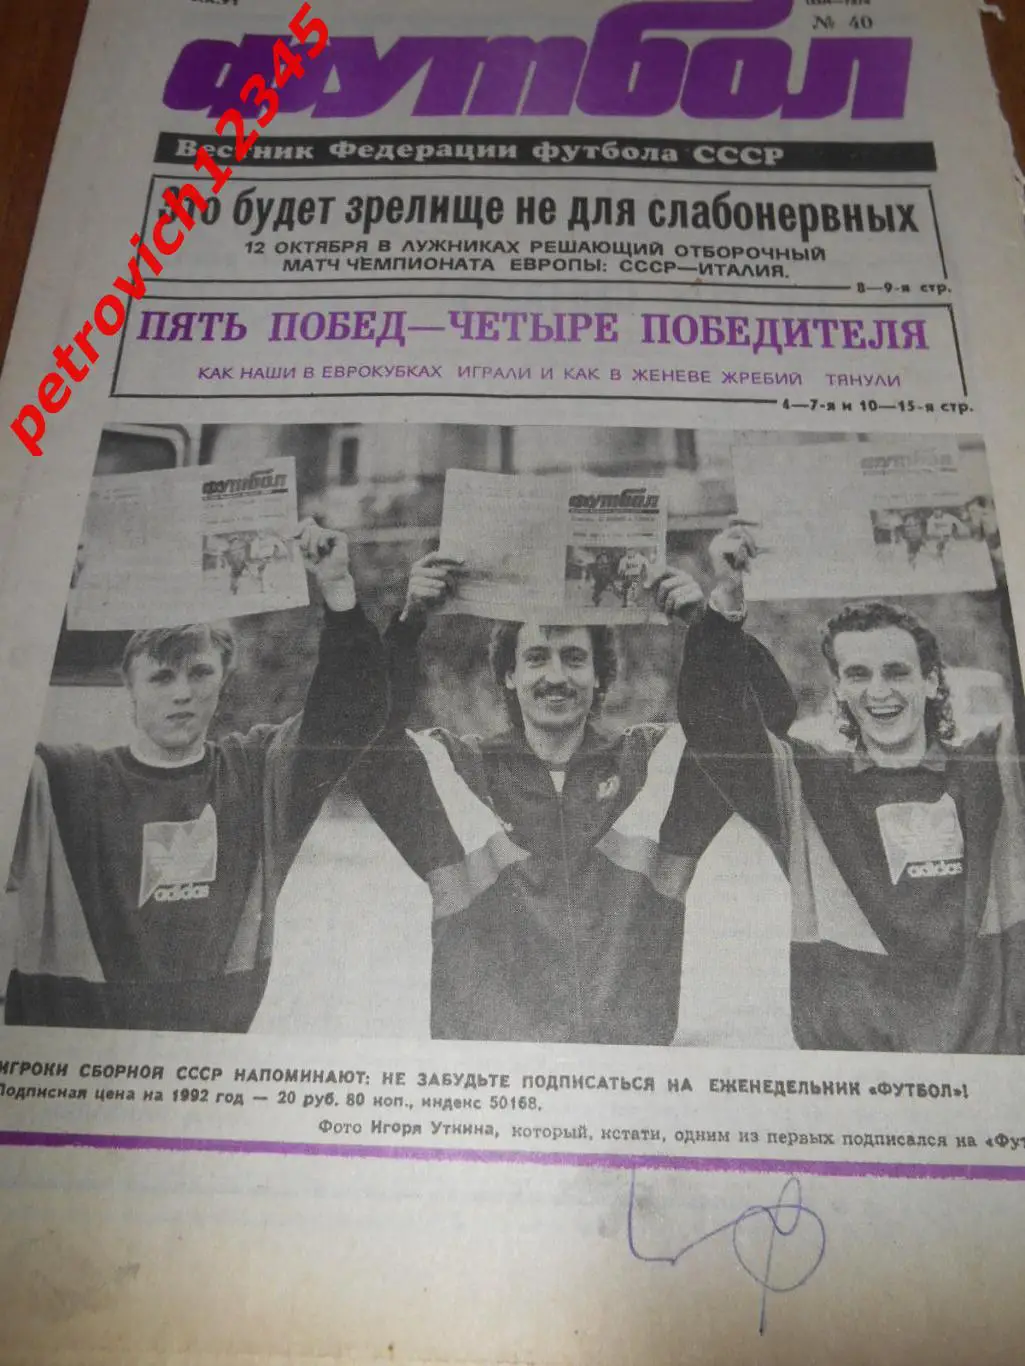 № 40
Футбол
Вестник Федерации футбола СССР
Это будет зрелище не для слабонервных
12 ОКТЯБРЯ В ЛУЖНИКАХ РЕШАЮЩИЙ ОТБОРОЧНЫЙ
МАТЧ ЧЕМПИОНАТА ЕВРОПЫ: СССР—ИТАЛИЯ.
8—9-я стр.
ПЯТЬ ПОБЕД—ЧЕТЫРЕ ПОБЕДИТЕЛЯ
КАК НАШИ В ЕВРОКУБКАХ ИГРАЛИ И КАК В ЖЕНЕВЕ ЖРЕБИЙ ТЯНУЛИ
4—7-я и 10—15-я стр.
футбол
футбол
футбол
adidas
adidas
ИГРОКИ СБОРНОЙ СССР НАПОМИНАЮТ: НЕ ЗАБУДЬТЕ ПОДПИСАТЬСЯ НА ЕЖЕНЕДЕЛЬНИК «ФУТБОЛ»!
Подписная цена на 1992 год — 20 руб. 80 коп., индекс 50168.
Фото Игоря Уткина, который, кстати, одним из первых подписался на «Фут
petrovich12345